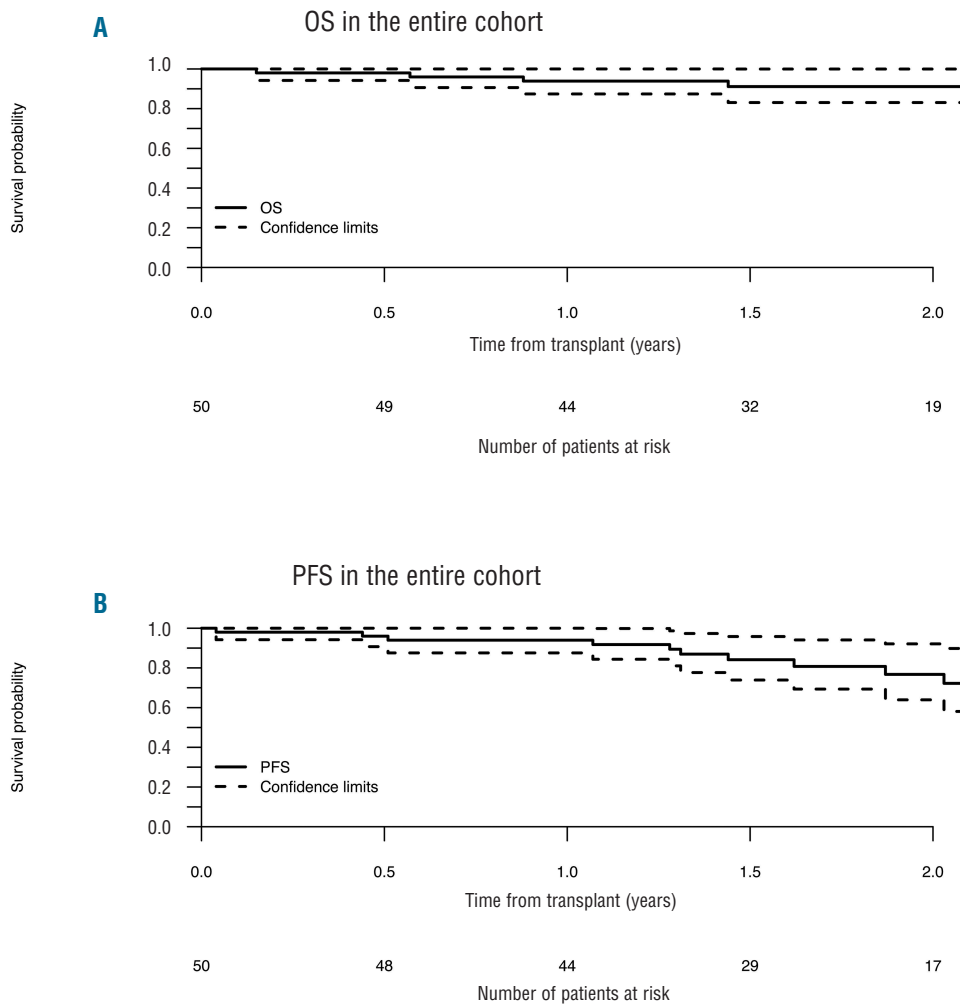 A
OS in the entire cohort
Survival probability
1.0
0.8
0.6
0.4
0.2
0.0
OS
Confidence limits
0.0 0.5 1.0 1.5 2.0
Time from transplant (years)
50 49 44 32 19
Number of patients at risk
PFS in the entire cohort
B
Survival probability
1.0
0.8
0.6
0.4
0.2
0.0
PFS
Confidence limits
0.0 0.5 1.0 1.5 2.0
Time from transplant (years)
50 48 44 29 17
Number of patients at risk